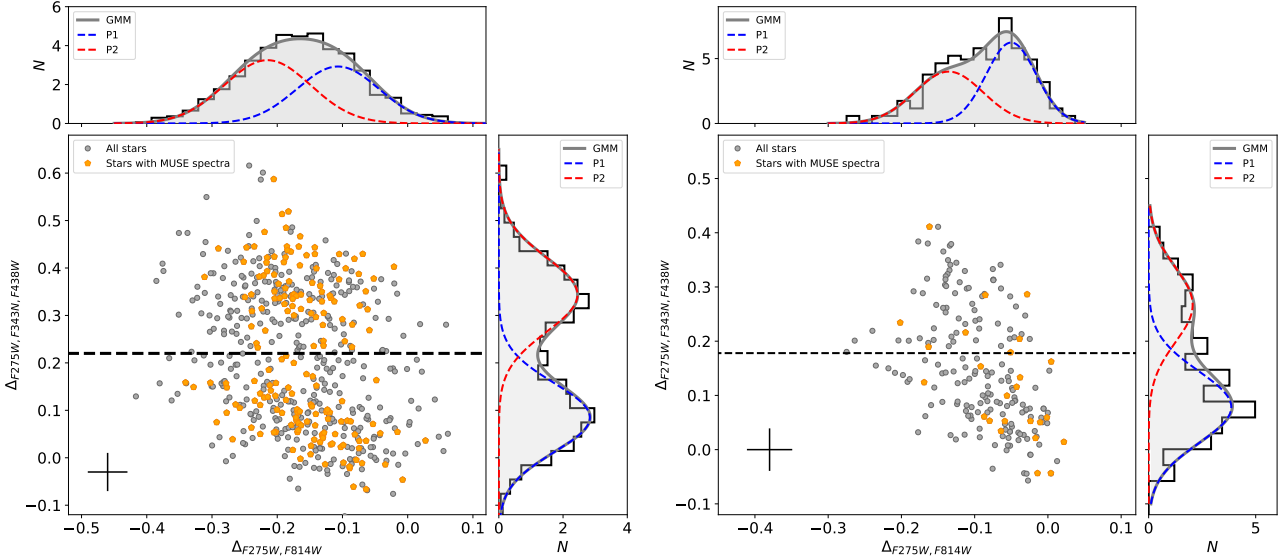 6
4
2
0
N
GMM
P1
P2
All stars
Stars with MUSE spectra
0.6
0.5
0.4
0.3
0.2
0.1
0.0
−0.1
Δ_{F275W, F343N, F438W}
−0.5
−0.4
−0.3
−0.2
−0.1
0.0
Δ_{F275W, F814W}
GMM
P1
P2
0
2
4
N
5
0
N
GMM
P1
P2
All stars
Stars with MUSE spectra
0.5
0.4
0.3
0.2
0.1
0.0
−0.1
Δ_{F275W, F343N, F438W}
−0.4
−0.3
−0.2
−0.1
0.0
0.1
Δ_{F275W, F814W}
GMM
P1
P2
0
5
N